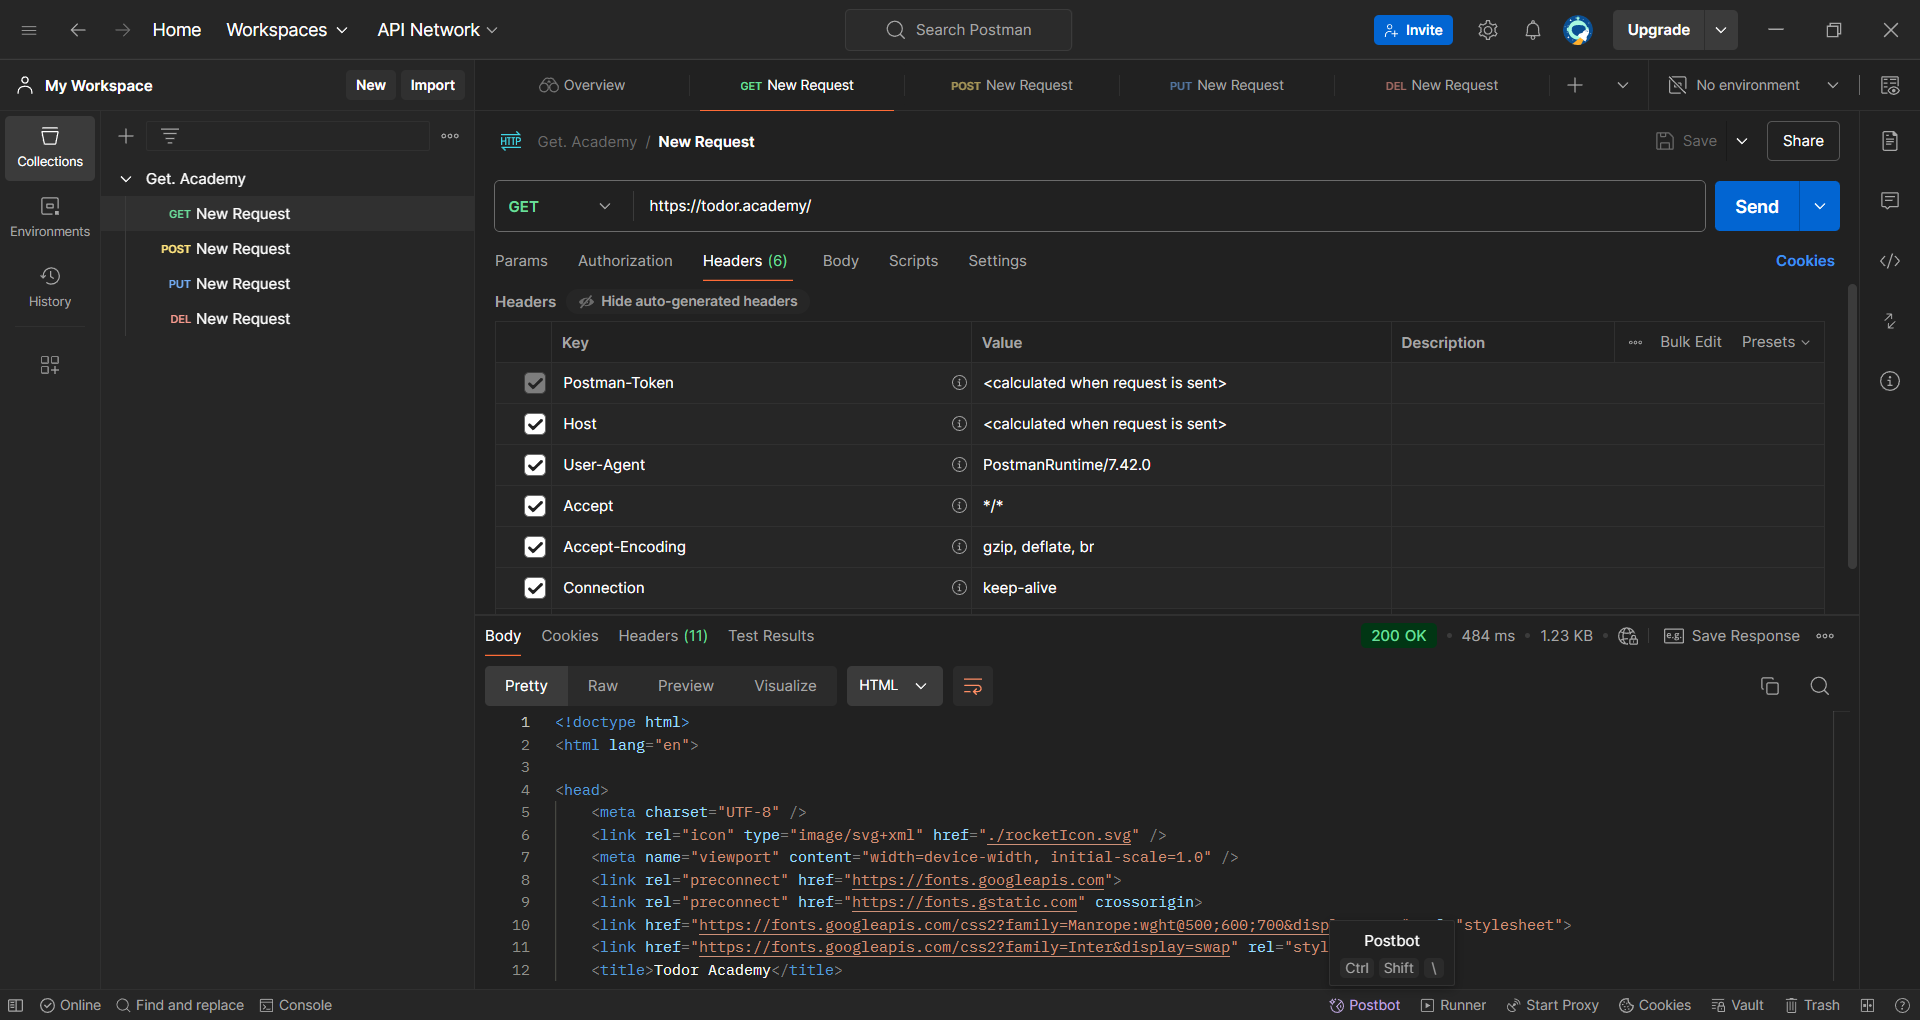 Home Workspaces API Network Search Postman Invite Upgrade
My Workspace New Import Overview GET New Request POST New Request PUT New Request DEL New Request No environment
Collections
Environments
History
Get. Academy
GET New Request
POST New Request
PUT New Request
DEL New Request
HTTP Get. Academy / New Request Save Share
GET https://todor.academy/ Send
Params Authorization Headers (6) Body Scripts Settings Cookies
Headers Hide auto-generated headers
Key Value Description Bulk Edit Presets
Postman-Token <calculated when request is sent>
Host <calculated when request is sent>
User-Agent PostmanRuntime/7.42.0
Accept */*
Accept-Encoding gzip, deflate, br
Connection keep-alive
Body Cookies Headers (11) Test Results 200 OK 484 ms 1.23 KB e.g. Save Response
Pretty Raw Preview Visualize HTML
1 <!doctype html>
2 <html lang="en">
3
4 <head>
5 <meta charset="UTF-8" />
6 <link rel="icon" type="image/svg+xml" href="./rocketIcon.svg" />
7 <meta name="viewport" content="width=device-width, initial-scale=1.0" />
8 <link rel="preconnect" href="https://fonts.googleapis.com">
9 <link rel="preconnect" href="https://fonts.gstatic.com" crossorigin>
10 <link href="https://fonts.googleapis.com/css2?family=Manrope:wght@500;600;700&disp "stylesheet">
11 <link href="https://fonts.googleapis.com/css2?family=Inter&display=swap" rel="styl
12 <title>Todor Academy</title>
Postbot
Ctrl Shift \
Online Find and replace Console Postbot Runner Start Proxy Cookies Vault Trash